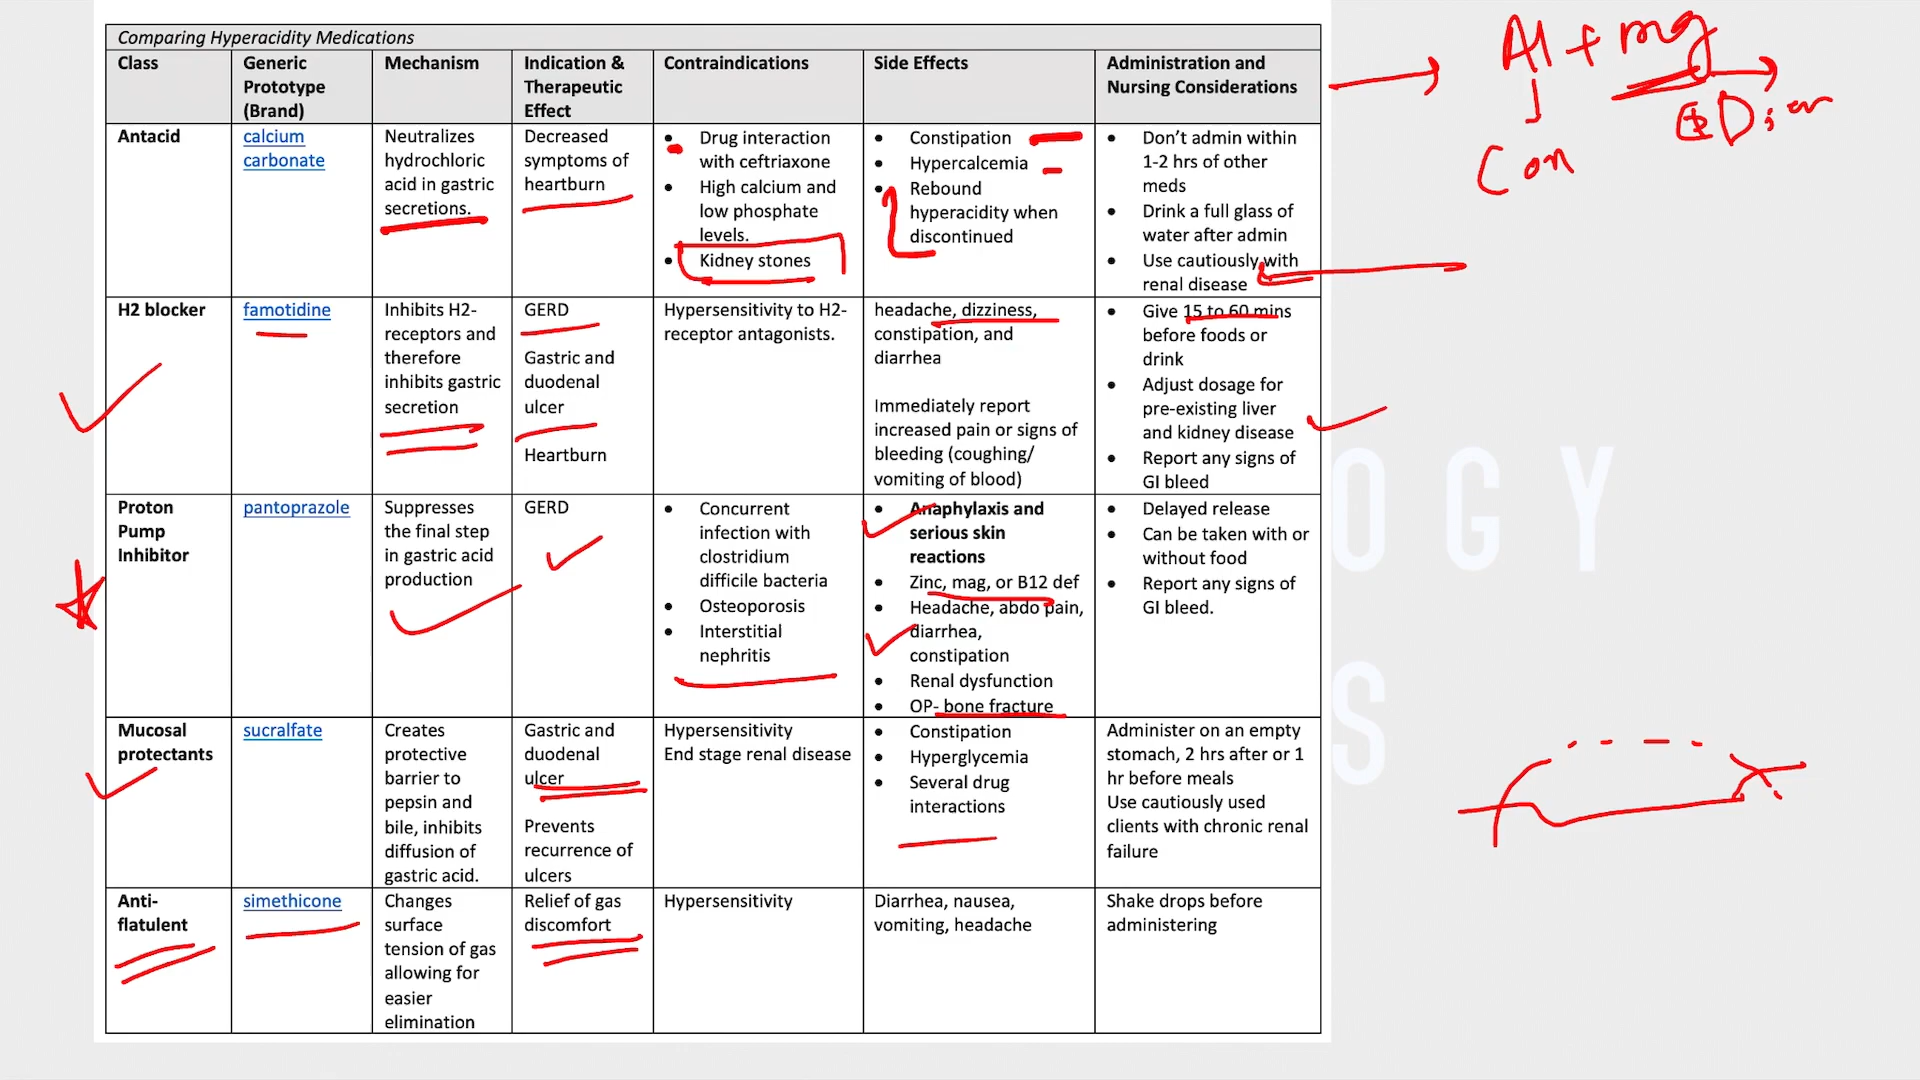 Comparing Hyperacidity Medications
Class
Generic
Prototype
(Brand)
Mechanism
Indication &
Therapeutic
Effect
Contraindications
Side Effects
Administration and
Nursing Considerations
Antacid
calcium
carbonate
Neutralizes
hydrochloric
acid in gastric
secretions.
Decreased
symptoms of
heartburn
• Drug interaction
with ceftriaxone
• High calcium and
low phosphate
levels.
• Kidney stones
• Constipation
• Hypercalcemia
• Rebound
hyperacidity when
discontinued
• Don’t admin within
1-2 hrs of other
meds
• Drink a full glass of
water after admin
• Use cautiously with
renal disease
H2 blocker
famotidine
Inhibits H2-
receptors and
therefore
inhibits gastric
secretion
GERD
Gastric and
duodenal
ulcer
Heartburn
Hypersensitivity to H2-
receptor antagonists.
headache, dizziness,
constipation, and
diarrhea
Immediately report
increased pain or signs of
bleeding (coughing/
vomiting of blood)
• Give 15 to 60 mins
before foods or
drink
• Adjust dosage for
pre-existing liver
and kidney disease
• Report any signs of
GI bleed
Proton
Pump
Inhibitor
pantoprazole
Suppresses
the final step
in gastric acid
production
GERD
• Concurrent
infection with
clostridium
difficile bacteria
• Osteoporosis
• Interstitial
nephritis
• Anaphylaxis and
serious skin
reactions
• Zinc, mag, or B12 def
• Headache, abdo pain,
diarrhea,
constipation
• Renal dysfunction
• OP- bone fracture
• Delayed release
• Can be taken with or
without food
• Report any signs of
GI bleed.
Mucosal
protectants
sucralfate
Creates
protective
barrier to
pepsin and
bile, inhibits
diffusion of
gastric acid.
Gastric and
duodenal
ulcer
Prevents
recurrence of
ulcers
Hypersensitivity
End stage renal disease
• Constipation
• Hyperglycemia
• Several drug
interactions
Administer on an empty
stomach, 2 hrs after or 1
hr before meals
Use cautiously used
clients with chronic renal
failure
Anti-
flatulent
simethicone
Changes
surface
tension of gas
allowing for
easier
elimination
Relief of gas
discomfort
Hypersensitivity
Diarrhea, nausea,
vomiting, headache
Shake drops before
administering
Al + mg
Con
OGY
S